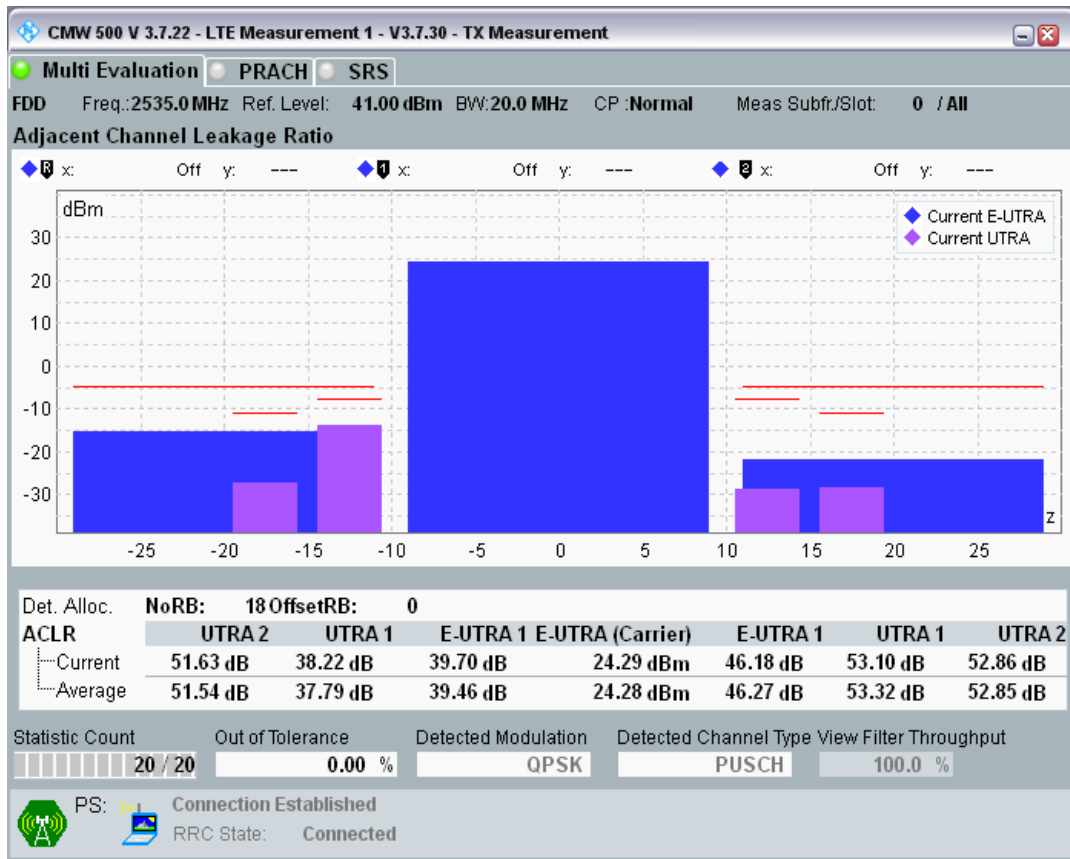 CMW 500 V 3.7.22 - LTE Measurement 1 - V3.7.30 - TX Measurement
Multi Evaluation PRACH SRS
FDD Freq.:2535.0 MHz Ref. Level: 41.00 dBm BW:20.0 MHz CP :Normal Meas Subfr./Slot: 0 / All
Adjacent Channel Leakage Ratio
R x: Off y: --- 1 x: Off y: --- 2 x: Off y: ---
dBm
Current E-UTRA
Current UTRA
30
20
10
0
-10
-20
-30
z
-25 -20 -15 -10 -5 0 5 10 15 20 25
Det. Alloc. NoRB: 18 OffsetRB: 0
ACLR UTRA 2 UTRA 1 E-UTRA 1 E-UTRA (Carrier) E-UTRA 1 UTRA 1 UTRA 2
Current 51.63 dB 38.22 dB 39.70 dB 24.29 dBm 46.18 dB 53.10 dB 52.86 dB
Average 51.54 dB 37.79 dB 39.46 dB 24.28 dBm 46.27 dB 53.32 dB 52.85 dB
Statistic Count Out of Tolerance Detected Modulation Detected Channel Type View Filter Throughput
20 / 20 0.00 % QPSK PUSCH 100.0 %
PS: Connection Established
RRC State: Connected